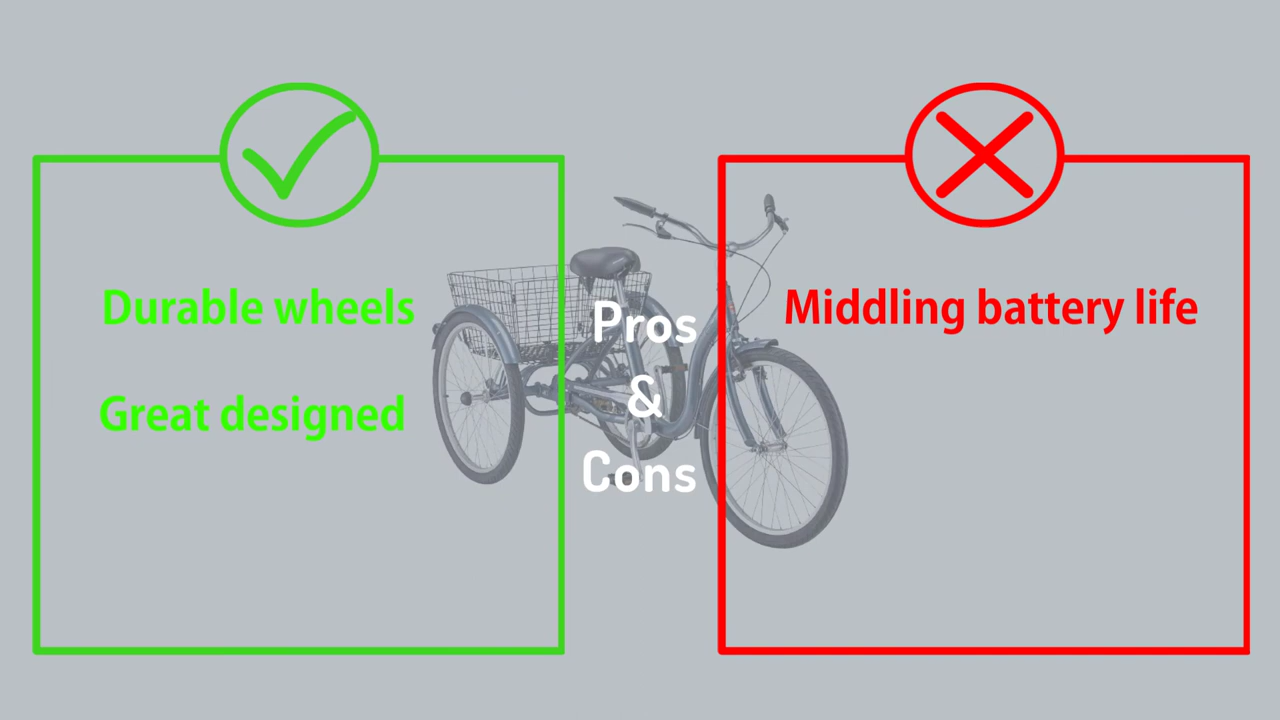 Durable wheels
Great designed
Pros
&
Cons
Middling battery life